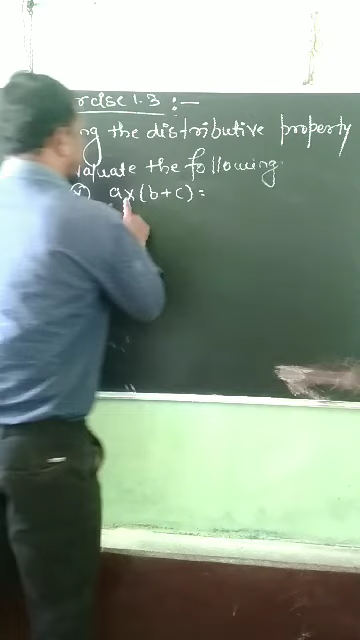 rcise 1.3 :-
ng the distributive property
aluate the following.
a×(b+c)=